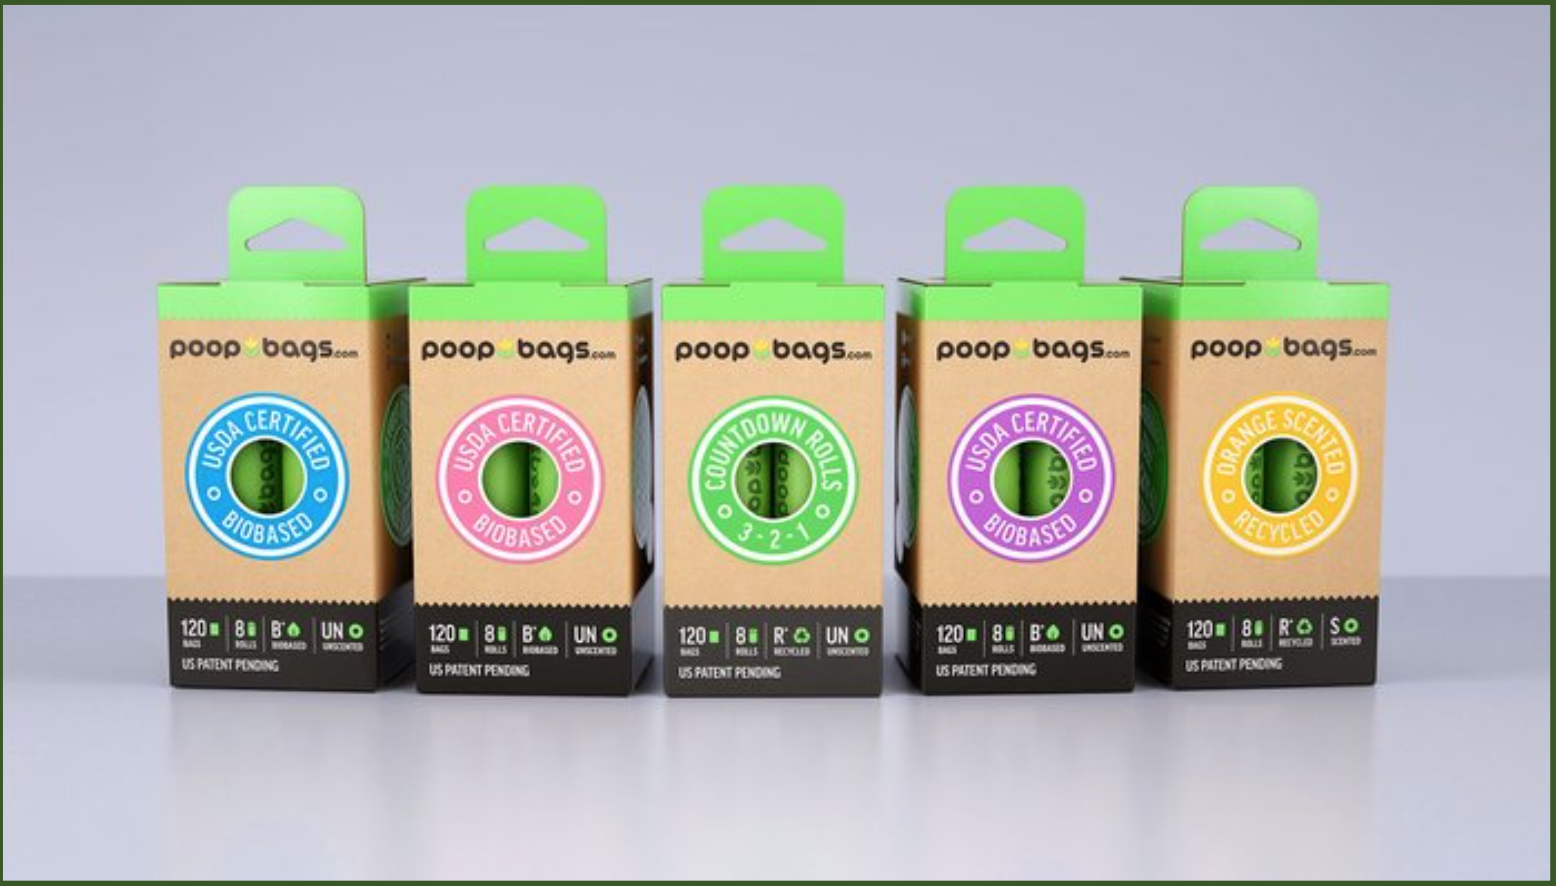 poop bags.com
USDA CERTIFIED
BIOBASED
120 8 B* UN
BAGS ROLLS BIOBASED UNSCENTED
US PATENT PENDING
poop bags.com
USDA CERTIFIED
BIOBASED
120 8 B* UN
BAGS ROLLS BIOBASED UNSCENTED
US PATENT PENDING
poop bags.com
COUNTDOWN ROLLS
3-2-1
120 8 R* UN
BAGS ROLLS RECYCLED UNSCENTED
US PATENT PENDING
poop bags.com
USDA CERTIFIED
BIOBASED
120 8 B* UN
BAGS ROLLS BIOBASED UNSCENTED
US PATENT PENDING
poop bags.com
ORANGE SCENTED
RECYCLED
120 8 R* S
BAGS ROLLS RECYCLED SCENTED
US PATENT PENDING